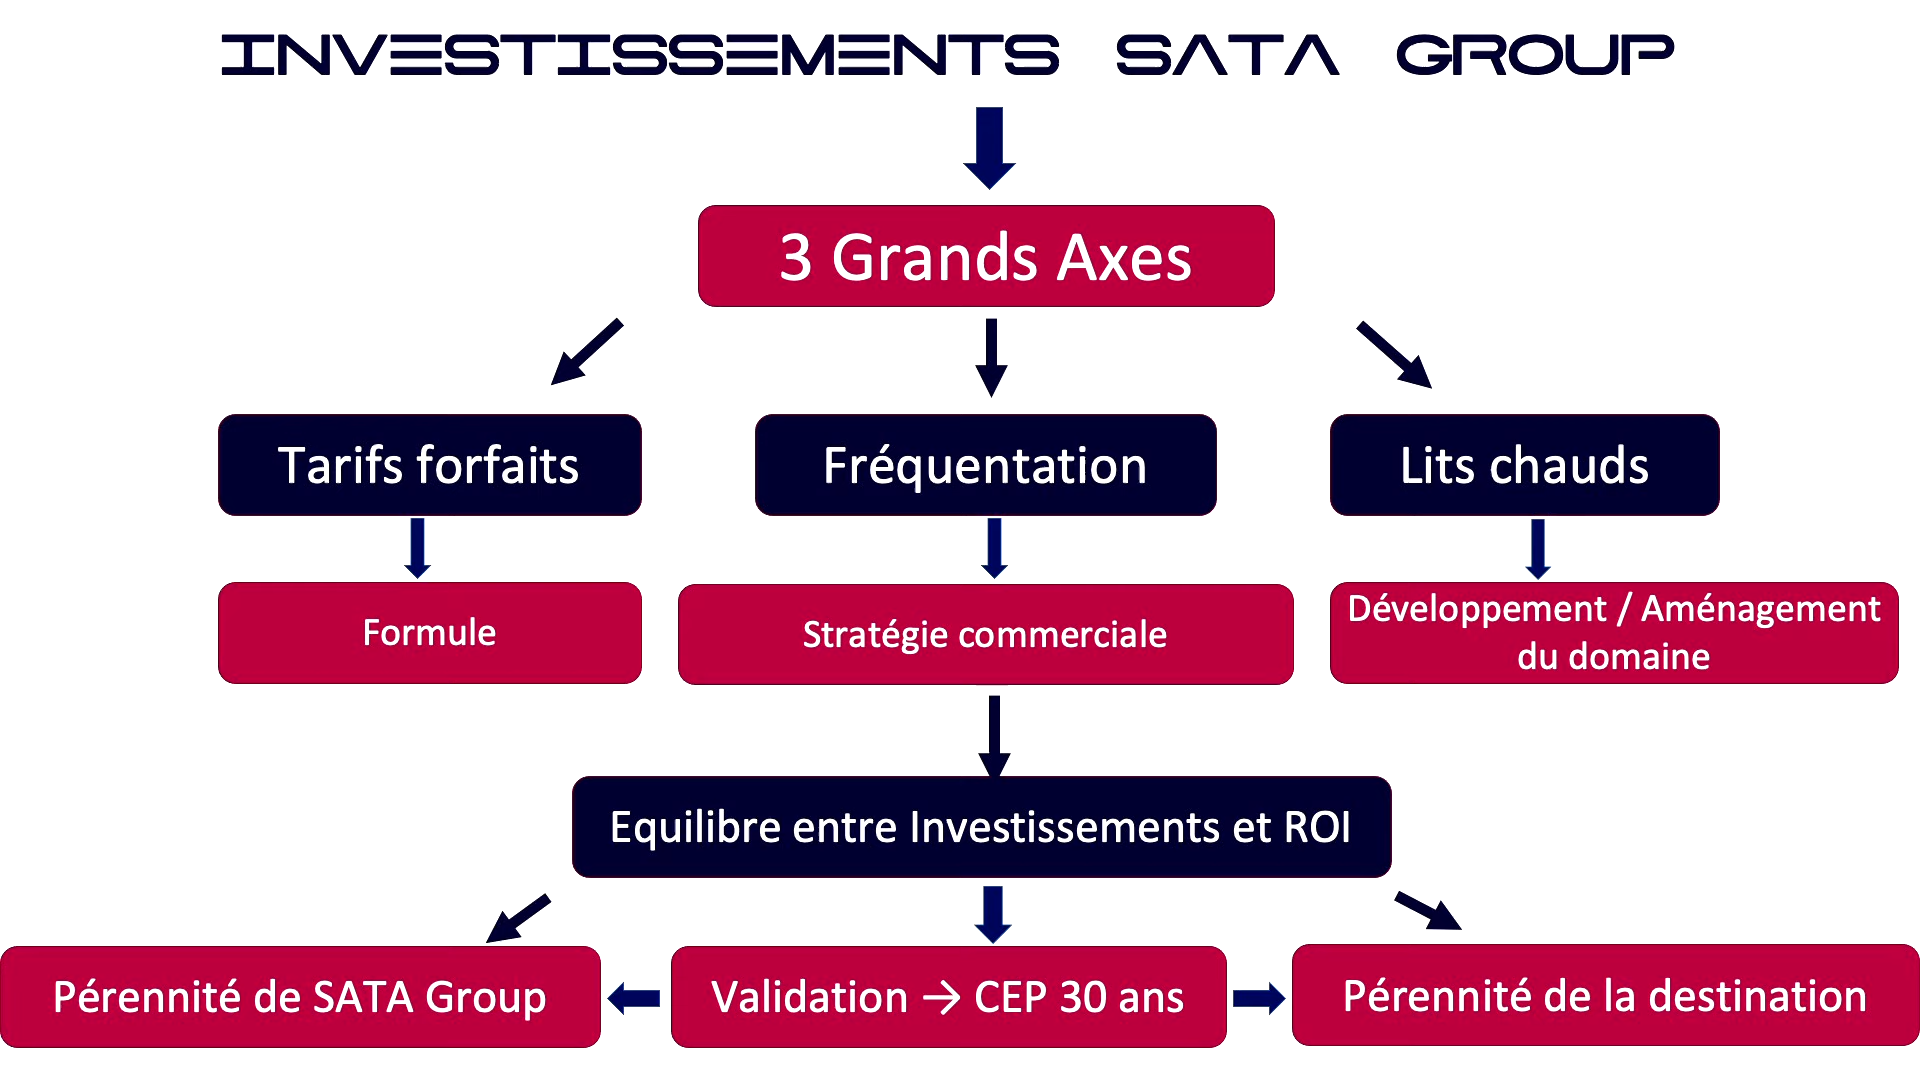 INVESTISSEMENTS SATA GROUP
3 Grands Axes
Tarifs forfaits
Fréquentation
Lits chauds
Formule
Stratégie commerciale
Développement / Aménagement
du domaine
Equilibre entre Investissements et ROI
Pérennité de SATA Group
Validation → CEP 30 ans
Pérennité de la destination